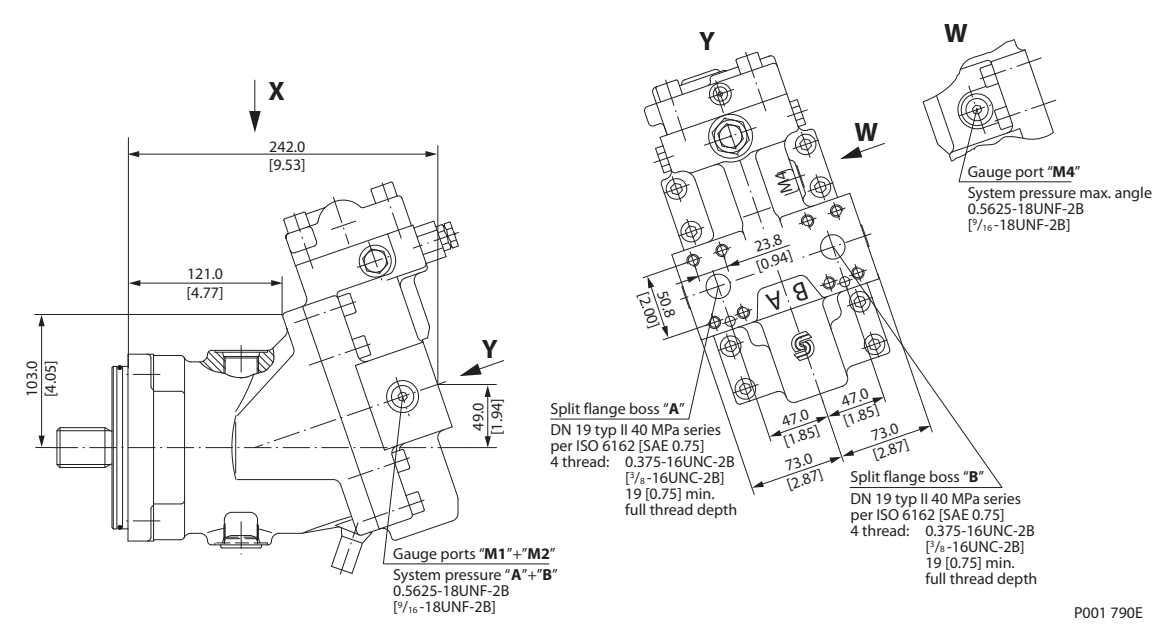 X
242.0
[9.53]
121.0
[4.77]
103.0
[4.05]
Y
49.0
[1.94]
Gauge ports "M1"+"M2"
System pressure "A"+"B"
0.5625-18UNF-2B
[9/16 -18UNF-2B]
Y
W
M4
23.8
[0.94]
50.8
[2.00]
B A
47.0
[1.85]
47.0
[1.85]
73.0
[2.87]
73.0
[2.87]
Split flange boss "A"
DN 19 typ II 40 MPa series
per ISO 6162 [SAE 0.75]
4 thread: 0.375-16UNC-2B
[3/8 -16UNC-2B]
19 [0.75] min.
full thread depth
Split flange boss "B"
DN 19 typ II 40 MPa series
per ISO 6162 [SAE 0.75]
4 thread: 0.375-16UNC-2B
[3/8 -16UNC-2B]
19 [0.75] min.
full thread depth
W
Gauge port "M4"
System pressure max. angle
0.5625-18UNF-2B
[9/16 -18UNF-2B]
P001 790E